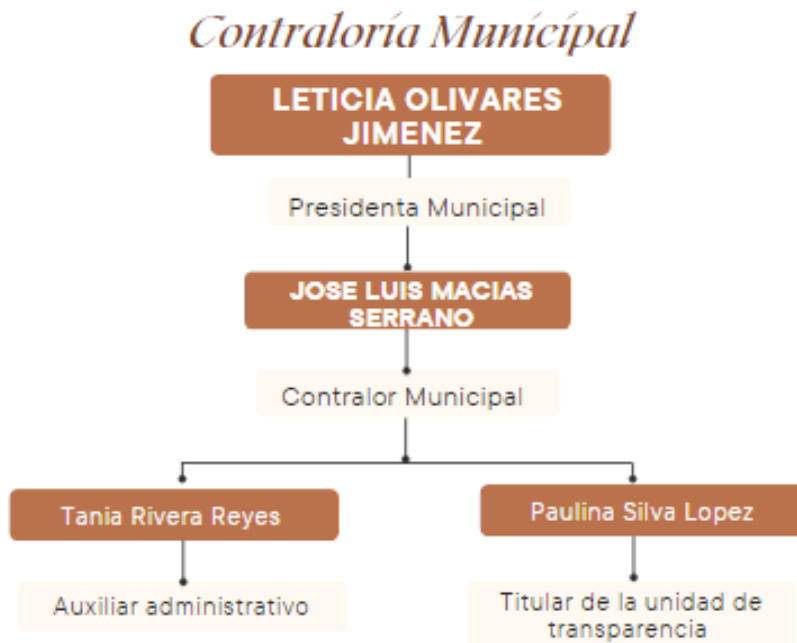 Contraloría Municipal
LETICIA OLIVARES
JIMENEZ
Presidenta Municipal
JOSE LUIS MACIAS
SERRANO
Contralor Municipal
Tania Rivera Reyes
Paulina Silva Lopez
Auxiliar administrativo
Titular de la unidad de
transparencia